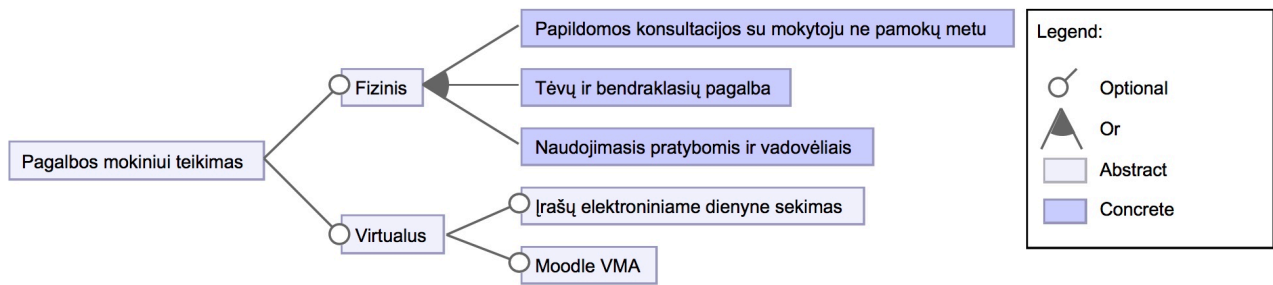 Pagalbos mokiniui teikimas
Fizinis
Papildomos konsultacijos su mokytoju ne pamokų metu
Tėvų ir bendraklasių pagalba
Naudojimasis pratybomis ir vadovėliais
Virtualus
Įrašų elektroniniame dienyne sekimas
Moodle VMA
Legend:
Optional
Or
Abstract
Concrete